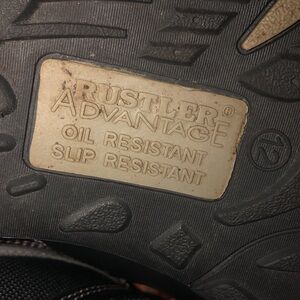 RUSTLER®
ADVANTAGE
OIL RESISTANT
SLIP RESISTANT